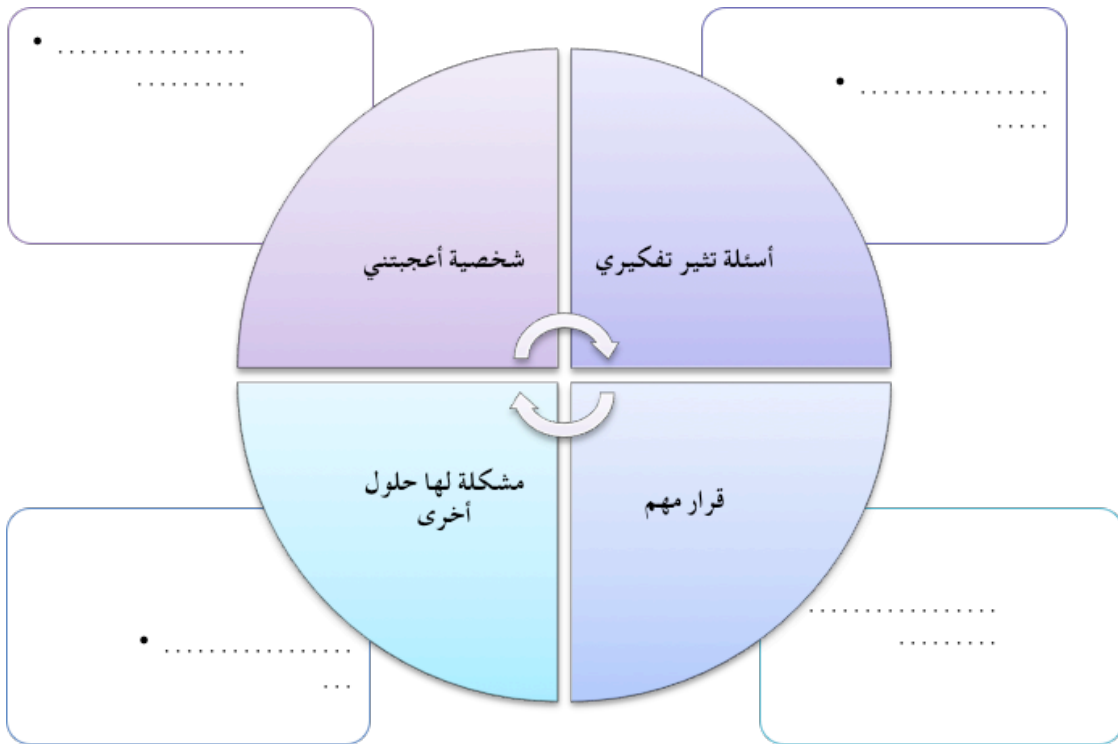 • . . . . . . . . . . . . . . . . .
. . . . .
• . . . . . . . . . . . . . . . . .
. . . . . . . . . .
أسئلة تثير تفكيري
شخصية أعجبتني
قرار مهم
مشكلة لها حلول
أخرى
. . . . . . . . . . . . . . . . .
. . . . . . . . .
• . . . . . . . . . . . . . . . . .
. . .